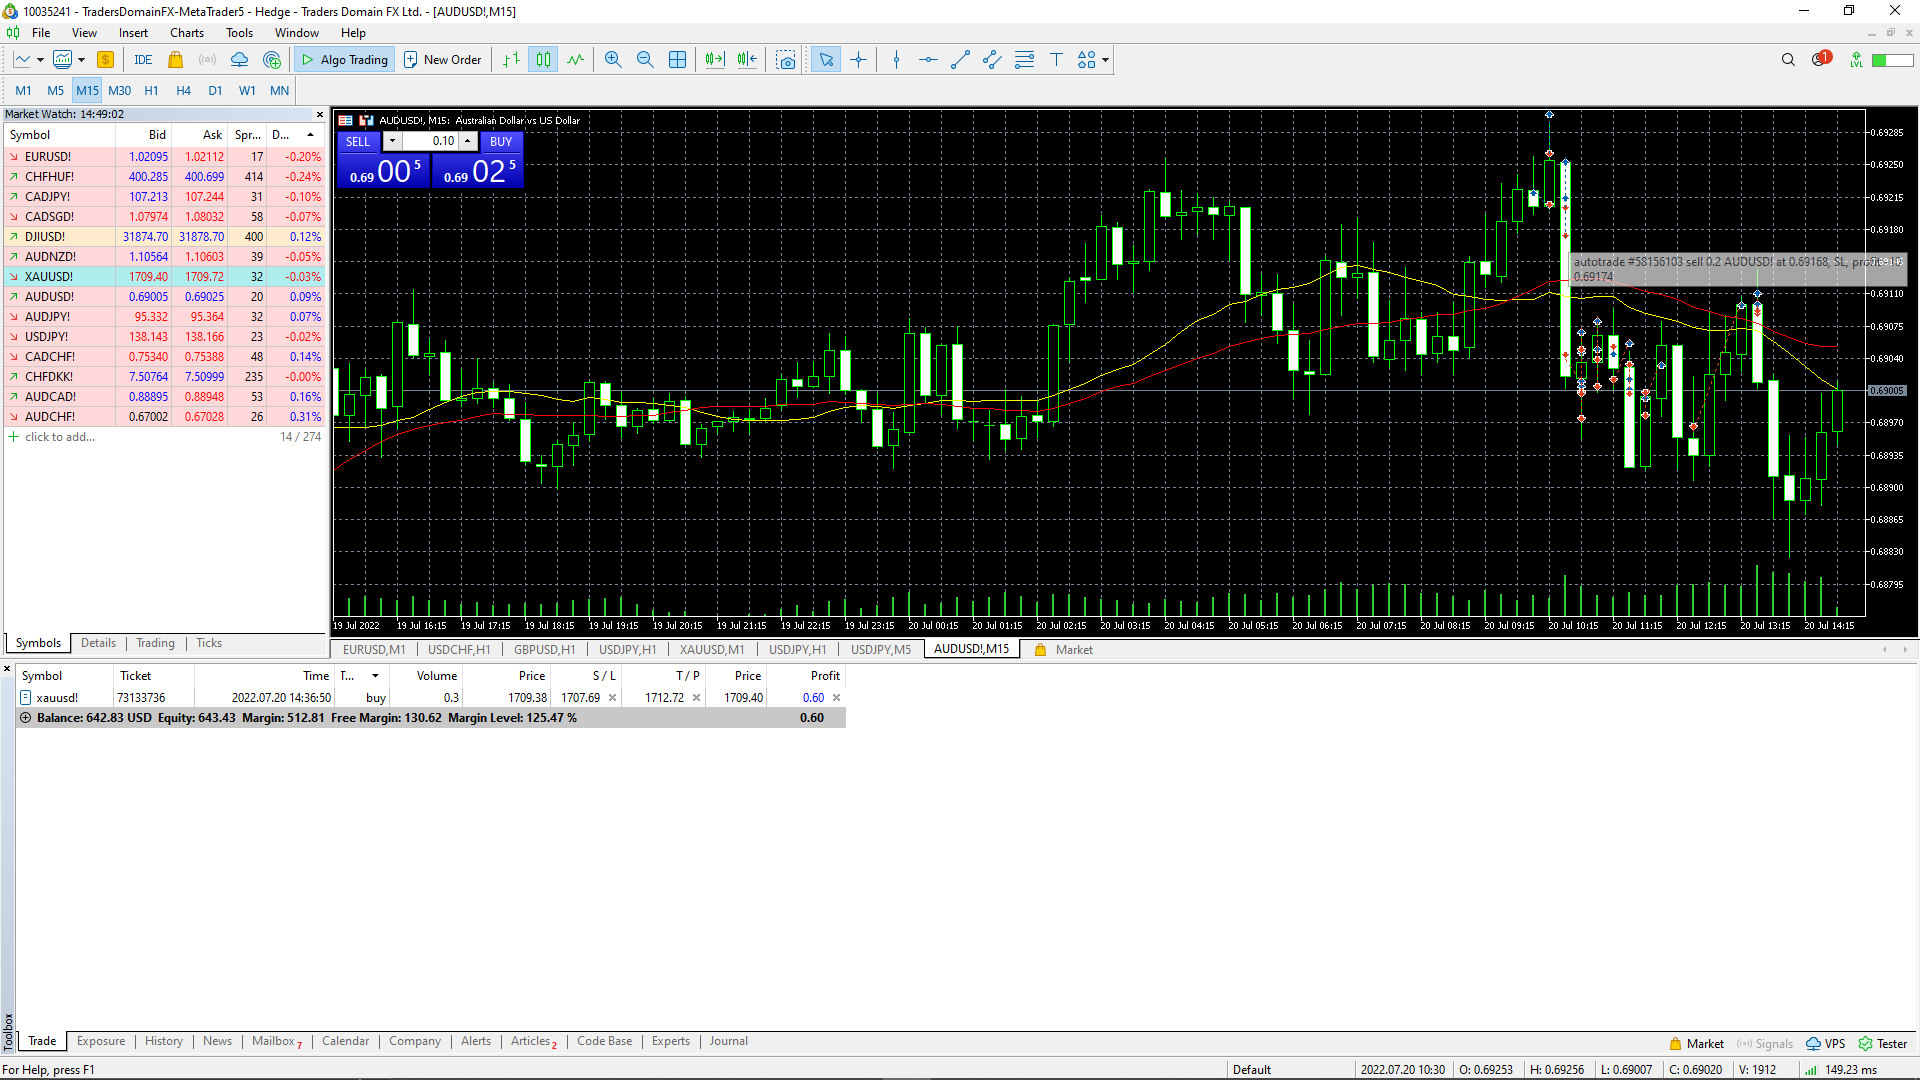 10035241 - TradersDomainFX-MetaTrader5 - Hedge - Traders Domain FX Ltd. - [AUDUSD!,M15]
File View Insert Charts Tools Window Help
IDE Algo Trading New Order 1 LVL
M1 M5 M15 M30 H1 H4 D1 W1 MN
Market Watch: 14:49:02
Symbol Bid Ask Spr... D...
EURUSD! 1.02095 1.02112 17 -0.20%
CHFHUF! 400.285 400.699 414 -0.24%
CADJPY! 107.213 107.244 31 -0.10%
CADSGD! 1.07974 1.08032 58 -0.07%
DJIUSD! 31874.70 31878.70 400 0.12%
AUDNZD! 1.10564 1.10603 39 -0.05%
XAUUSD! 1709.40 1709.72 32 -0.03%
AUDUSD! 0.69005 0.69025 20 0.09%
AUDJPY! 95.332 95.364 32 0.07%
USDJPY! 138.143 138.166 23 -0.02%
CADCHF! 0.75340 0.75388 48 0.14%
CHFDKK! 7.50764 7.50999 235 -0.00%
AUDCAD! 0.88895 0.88948 53 0.16%
AUDCHF! 0.67002 0.67028 26 0.31%
click to add... 14 / 274
Symbols Details Trading Ticks
AUDUSD!, M15: Australian Dollar vs US Dollar
SELL 0.10 BUY
0.69 00 5 0.69 02 5
autotrade #58156103 sell 0.2 AUDUSD! at 0.69168, SL,
0.69174
0.69285
0.69250
0.69215
0.69180
0.69145
0.69110
0.69075
0.69040
0.69005
0.68970
0.68935
0.68900
0.68865
0.68830
0.68795
19 Jul 2022 19 Jul 16:15 19 Jul 17:15 19 Jul 18:15 19 Jul 19:15 19 Jul 20:15 19 Jul 21:15 19 Jul 22:15 19 Jul 23:15 20 Jul 00:15 20 Jul 01:15 20 Jul 02:15 20 Jul 03:15 20 Jul 04:15 20 Jul 05:15 20 Jul 06:15 20 Jul 07:15 20 Jul 08:15 20 Jul 09:15 20 Jul 10:15 20 Jul 11:15 20 Jul 12:15 20 Jul 13:15 20 Jul 14:15
EURUSD,M1 USDCHF,H1 GBPUSD,H1 USDJPY,H1 XAUUSD,M1 USDJPY,H1 USDJPY,M5 AUDUSD!,M15 Market
Symbol Ticket Time T... Volume Price S / L T / P Price Profit
xauusd! 73133736 2022.07.20 14:36:50 buy 0.3 1709.38 1707.69 1712.72 1709.40 0.60
Balance: 642.83 USD Equity: 643.43 Margin: 512.81 Free Margin: 130.62 Margin Level: 125.47 % 0.60
Toolbox
Trade Exposure History News Mailbox 7 Calendar Company Alerts Articles 2 Code Base Experts Journal
Market Signals VPS Tester
For Help, press F1 Default 2022.07.20 10:30 O: 0.69253 H: 0.69256 L: 0.69007 C: 0.69020 V: 1912 149.23 ms